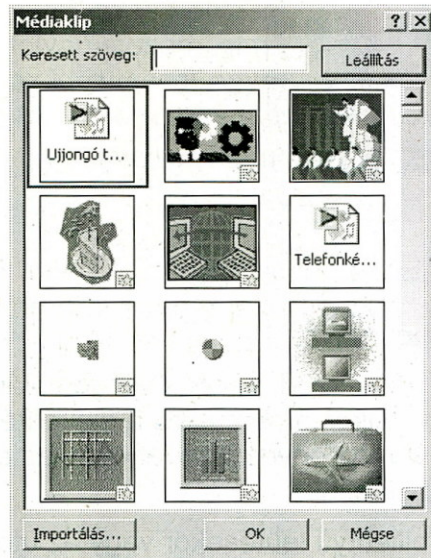 Médiaklip
Keresett szöveg:
Leállítás
Ujjongó t...
Telefonké...
Importálás...
OK
Mégse